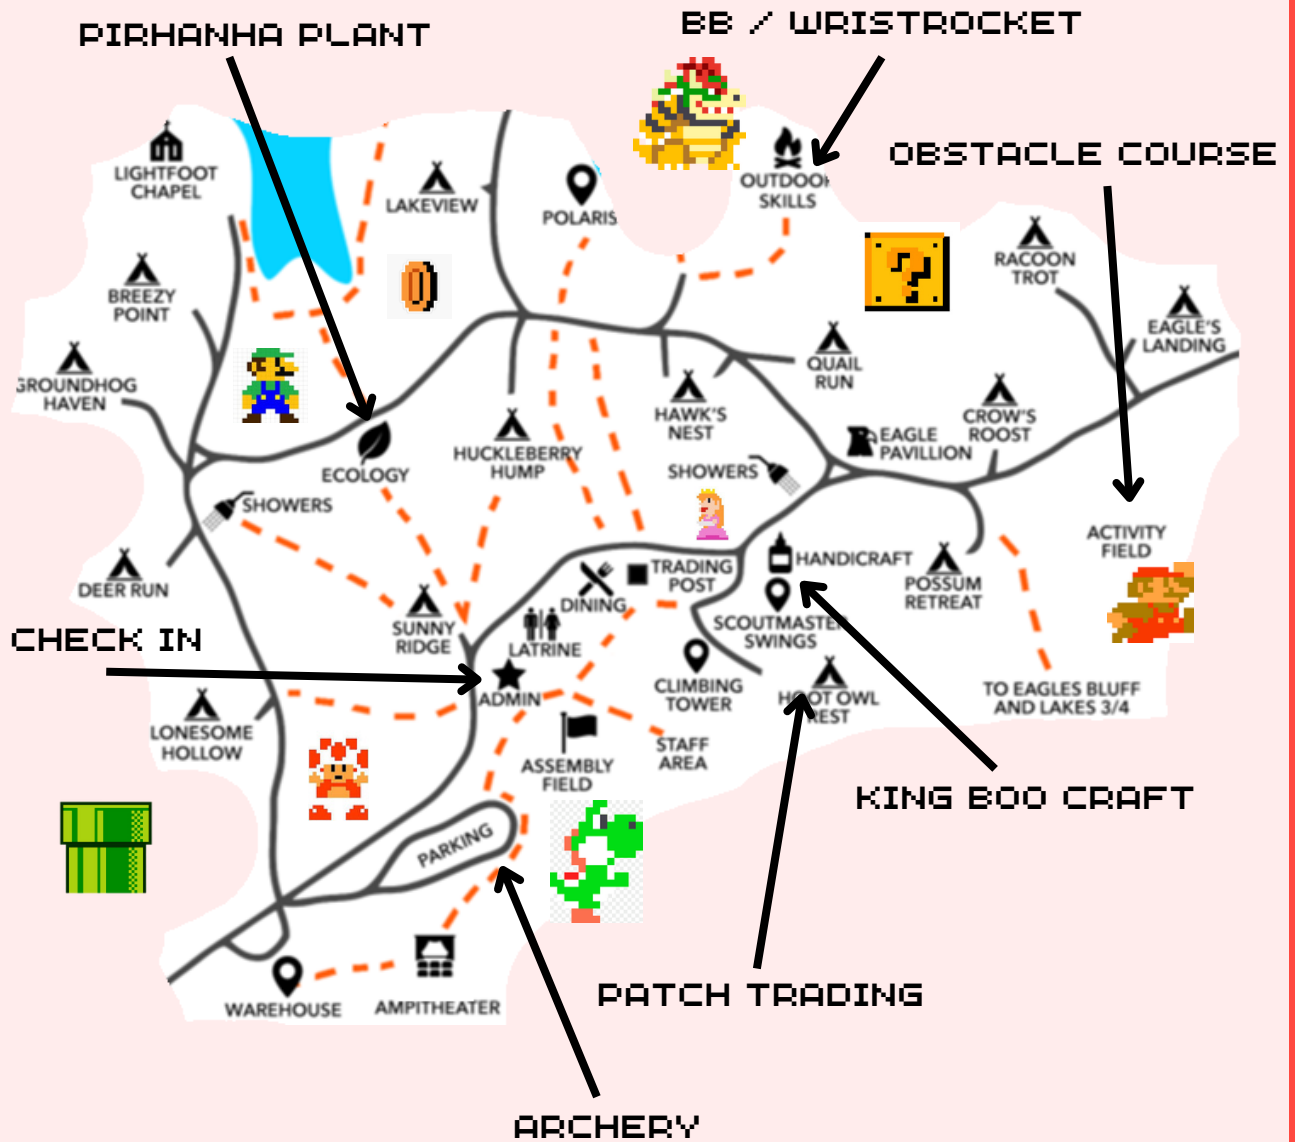 BB / WRISTROCKET
PIRHANHA PLANT
OBSTACLE COURSE
LIGHTFOOT
CHAPEL
LAKEVIEW
POLARIS
OUTDOOR
SKILLS
RACOON
TROT
BREEZY
POINT
EAGLE'S
LANDING
QUAIL
RUN
GROUNDHOG
HAVEN
HAWK'S
NEST
CROW'S
ROOST
EAGLE
PAVILLION
HUCKLEBERRY
HUMP
ECOLOGY
SHOWERS
SHOWERS
ACTIVITY
FIELD
HANDICRAFT
TRADING
POST
DEER RUN
DINING
POSSUM
RETREAT
SCOUTMASTER
SWINGS
SUNNY
RIDGE
LATRINE
CHECK IN
ADMIN
CLIMBING
TOWER
HOOT OWL
REST
TO EAGLES BLUFF
AND LAKES 3/4
LONESOME
HOLLOW
STAFF
AREA
ASSEMBLY
FIELD
KING BOO CRAFT
PARKING
PATCH TRADING
WAREHOUSE
AMPITHEATER
ARCHERY